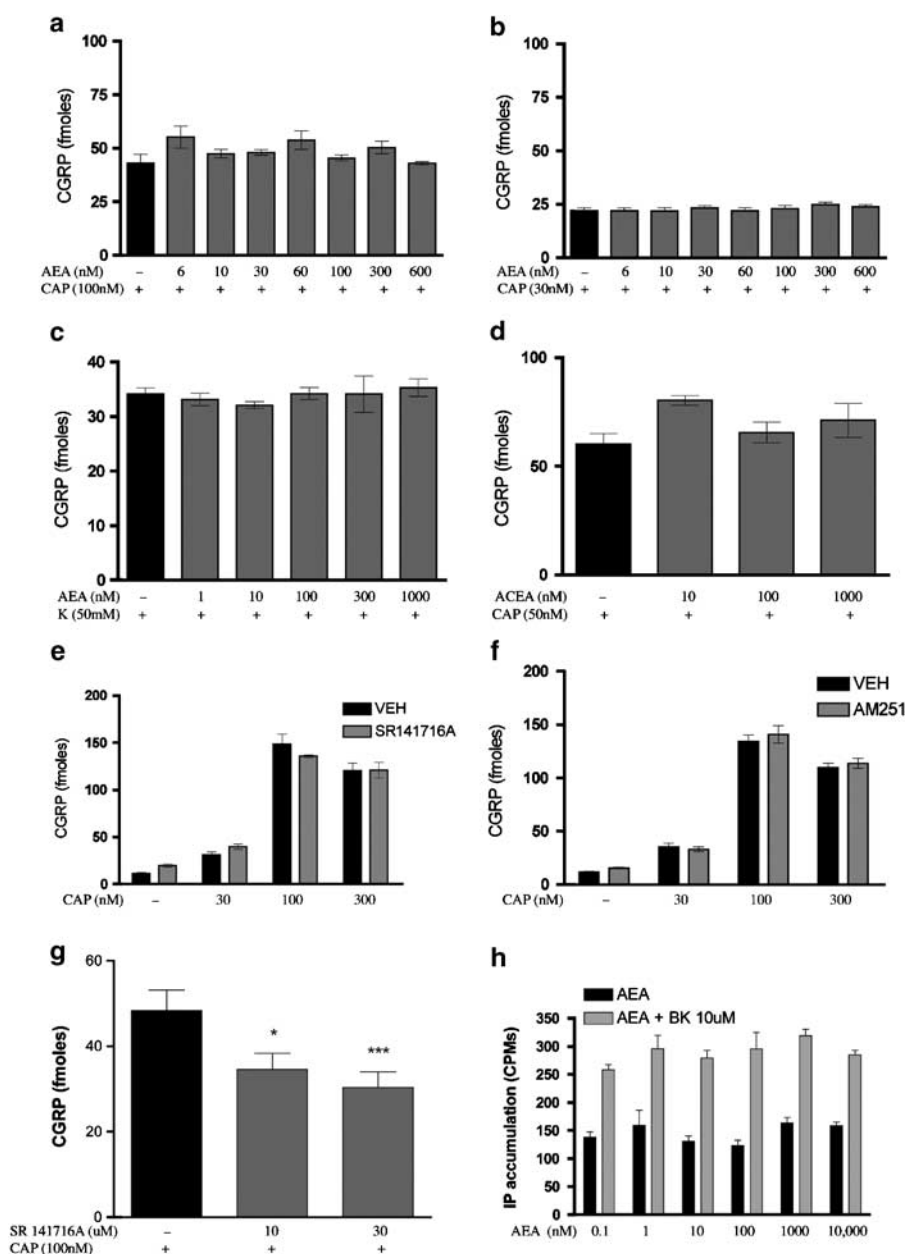 a
CGRP (fmoles)
100
75
50
25
0
AEA (nM) – 6 10 30 60 100 300 600
CAP (100nM) + + + + + + + +
b
CGRP (fmoles)
100
75
50
25
0
AEA (nM) – 6 10 30 60 100 300 600
CAP (30nM) + + + + + + + +
c
CGRP (fmoles)
40
30
20
10
0
AEA (nM) – 1 10 100 300 1000
K (50mM) + + + + + +
d
CGRP (fmoles)
100
50
0
ACEA (nM) – 10 100 1000
CAP (50nM) + + + +
e
VEH
SR141716A
CGRP (fmoles)
200
150
100
50
0
CAP (nM) – 30 100 300
f
VEH
AM251
CGRP (fmoles)
200
150
100
50
0
CAP (nM) – 30 100 300
g
CGRP (fmoles)
60
40
20
0
* ***
SR 141716A (uM) – 10 30
CAP (100nM) + + +
h
AEA
AEA + BK 10uM
IP accumulation (CPMs)
350
300
250
200
150
100
50
0
AEA (nM) 0.1 1 10 100 1000 10,000